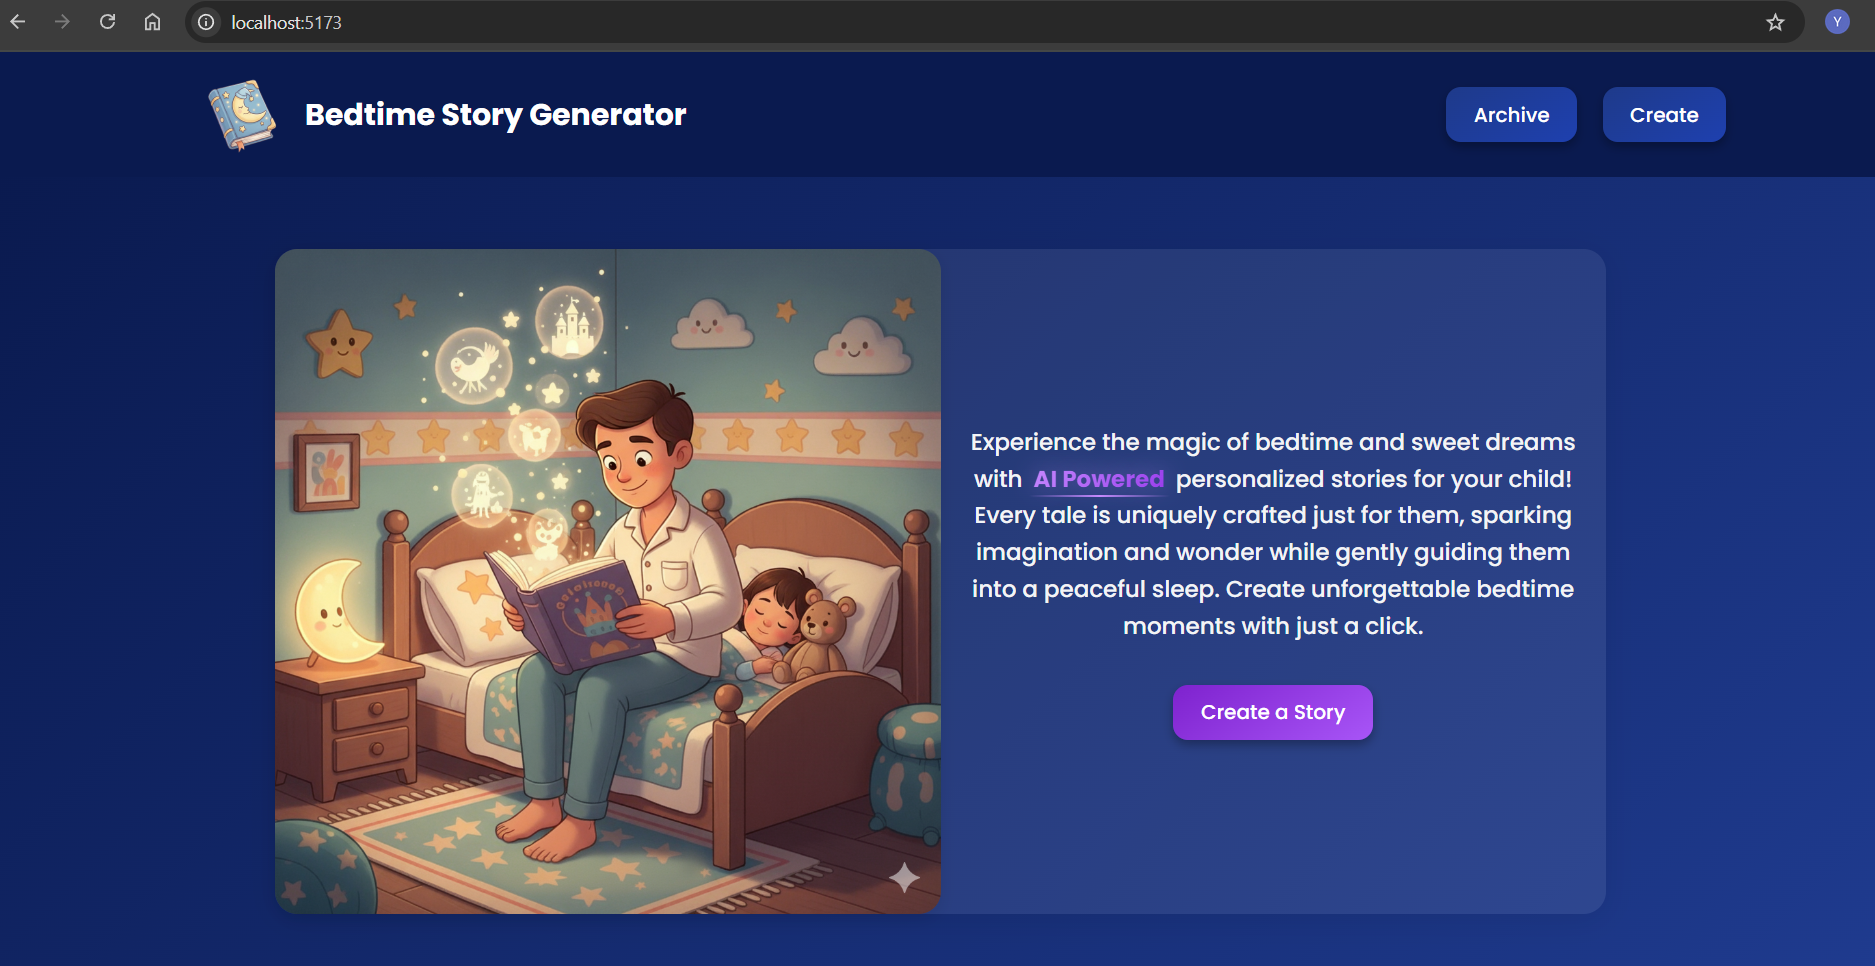 localhost:5173
Y
Bedtime Story Generator
Archive
Create
Experience the magic of bedtime and sweet dreams
with AI Powered personalized stories for your child!
Every tale is uniquely crafted just for them, sparking
imagination and wonder while gently guiding them
into a peaceful sleep. Create unforgettable bedtime
moments with just a click.
Create a Story